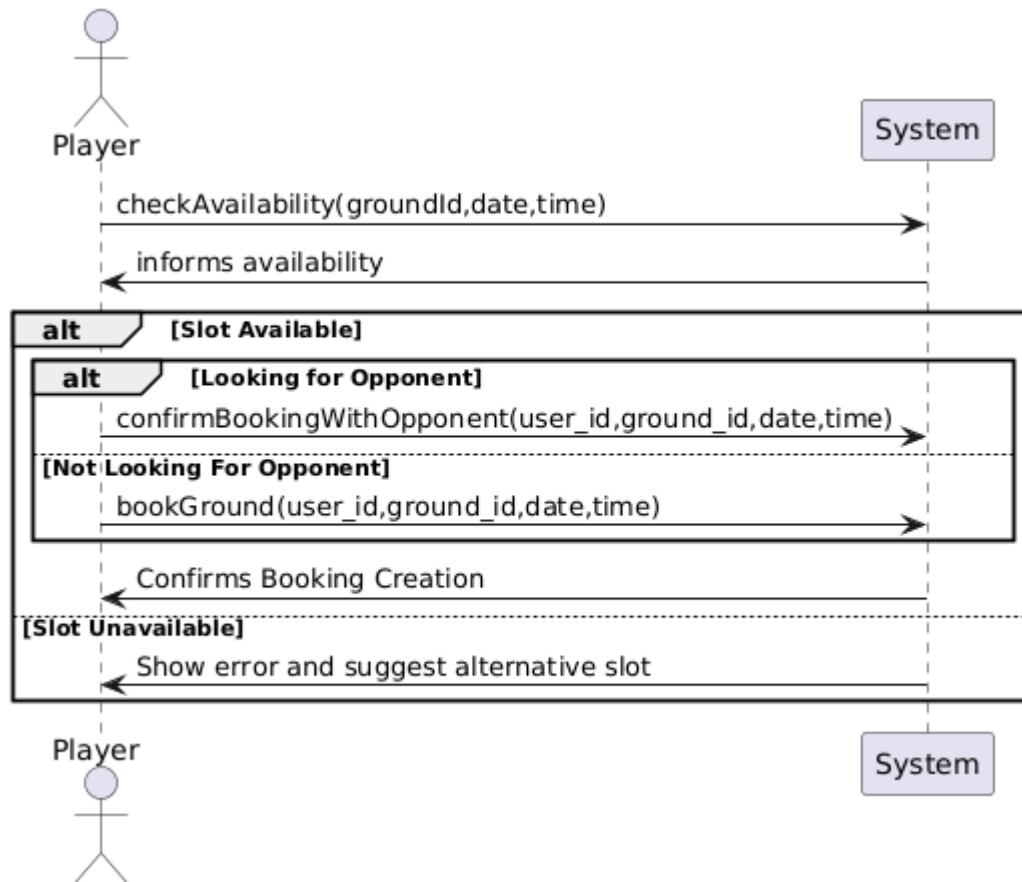 Player
System
checkAvailability(groundId,date,time)
informs availability
alt [Slot Available]
alt [Looking for Opponent]
confirmBookingWithOpponent(user_id,ground_id,date,time)
[Not Looking For Opponent]
bookGround(user_id,ground_id,date,time)
Confirms Booking Creation
[Slot Unavailable]
Show error and suggest alternative slot
Player
System